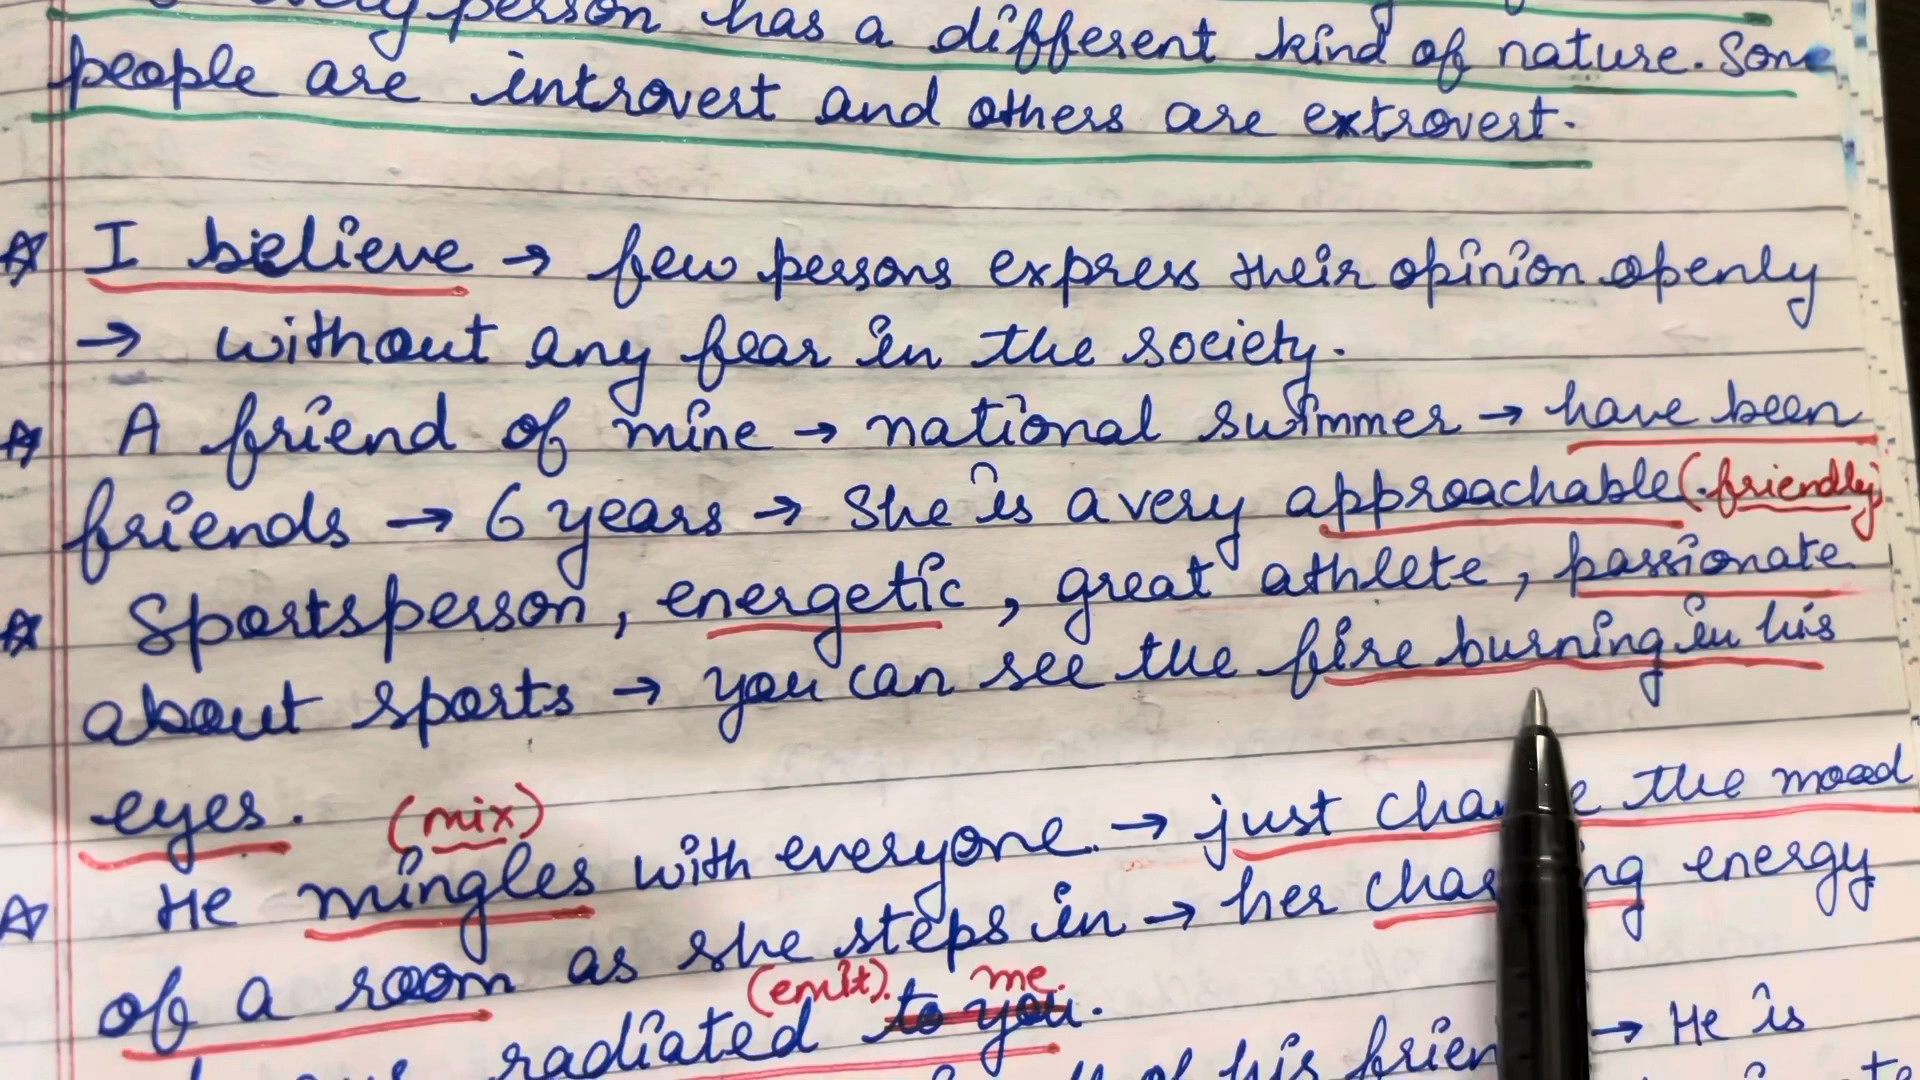 person has a different kind of nature. Some
people are introvert and others are extrovert.
I believe → few persons express their opinion openly
→ without any fear in the society.
A friend of mine → national swimmer → have been
friends → 6 years → She is a very approachable (friendly)
Sportsperson, energetic, great athlete, passionate
about sports → you can see the fire burning in his
eyes.
(mix)
He mingles with everyone. → just the mood
of a room as she steps in → her energy
(emit). me.
radiated to you.
of his → He is